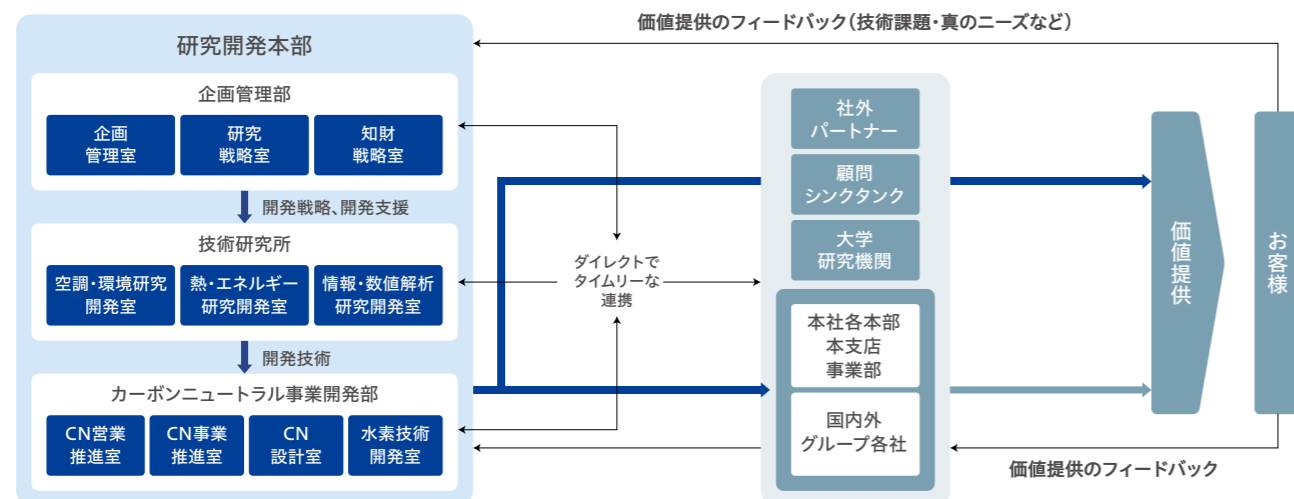 価値提供のフィードバック（技術課題・真のニーズなど）
研究開発本部
企画管理部
企画
管理室
研究
戦略室
知財
戦略室
開発戦略、開発支援
技術研究所
空調・環境研究
開発室
熱・エネルギー
研究開発室
情報・数値解析
研究開発室
開発技術
カーボンニュートラル事業開発部
CN営業
推進室
CN事業
推進室
CN
設計室
水素技術
開発室
ダイレクトで
タイムリーな
連携
社外
パートナー
顧問
シンクタンク
大学
研究機関
本社各本部
本支店
事業部
国内外
グループ各社
価値提供
お客様
価値提供のフィードバック